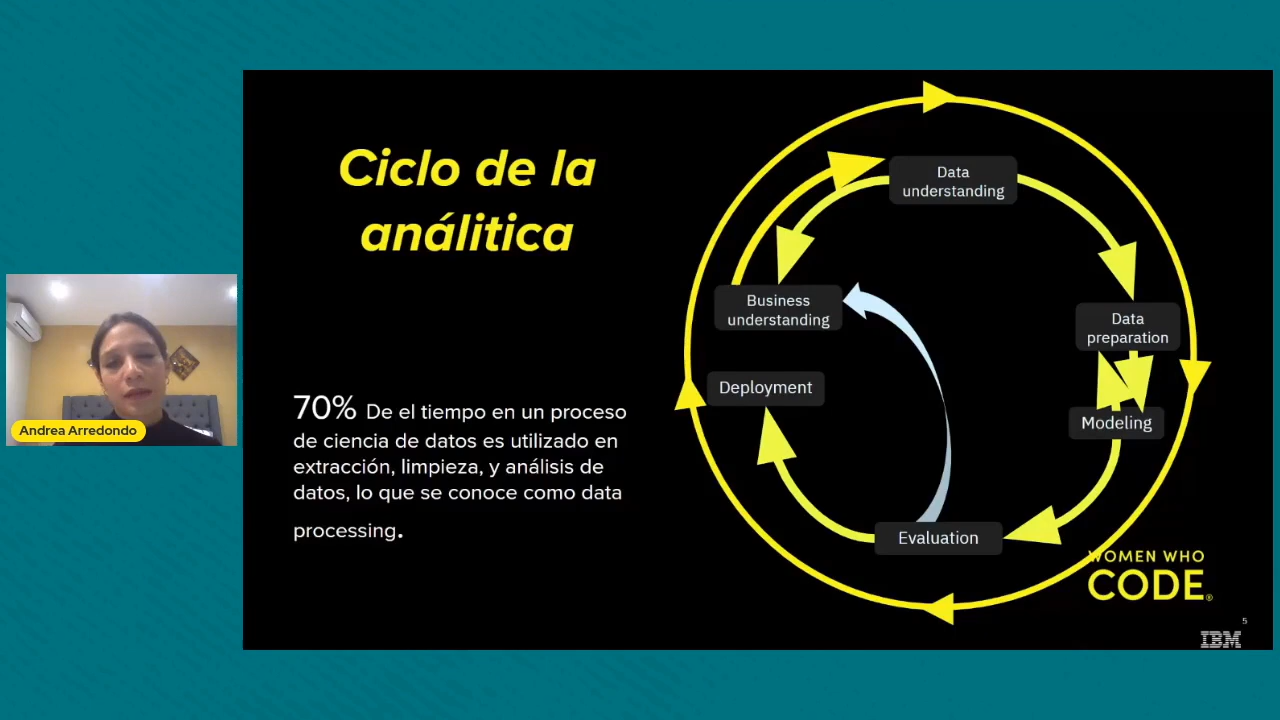 Ciclo de la
análitica
70% De el tiempo en un proceso
de ciencia de datos es utilizado en
extracción, limpieza, y análisis de
datos, lo que se conoce como data
processing.
Data
understanding
Business
understanding
Data
preparation
Deployment
Modeling
Evaluation
WOMEN WHO
CODE®
5
IBM
Andrea Arredondo